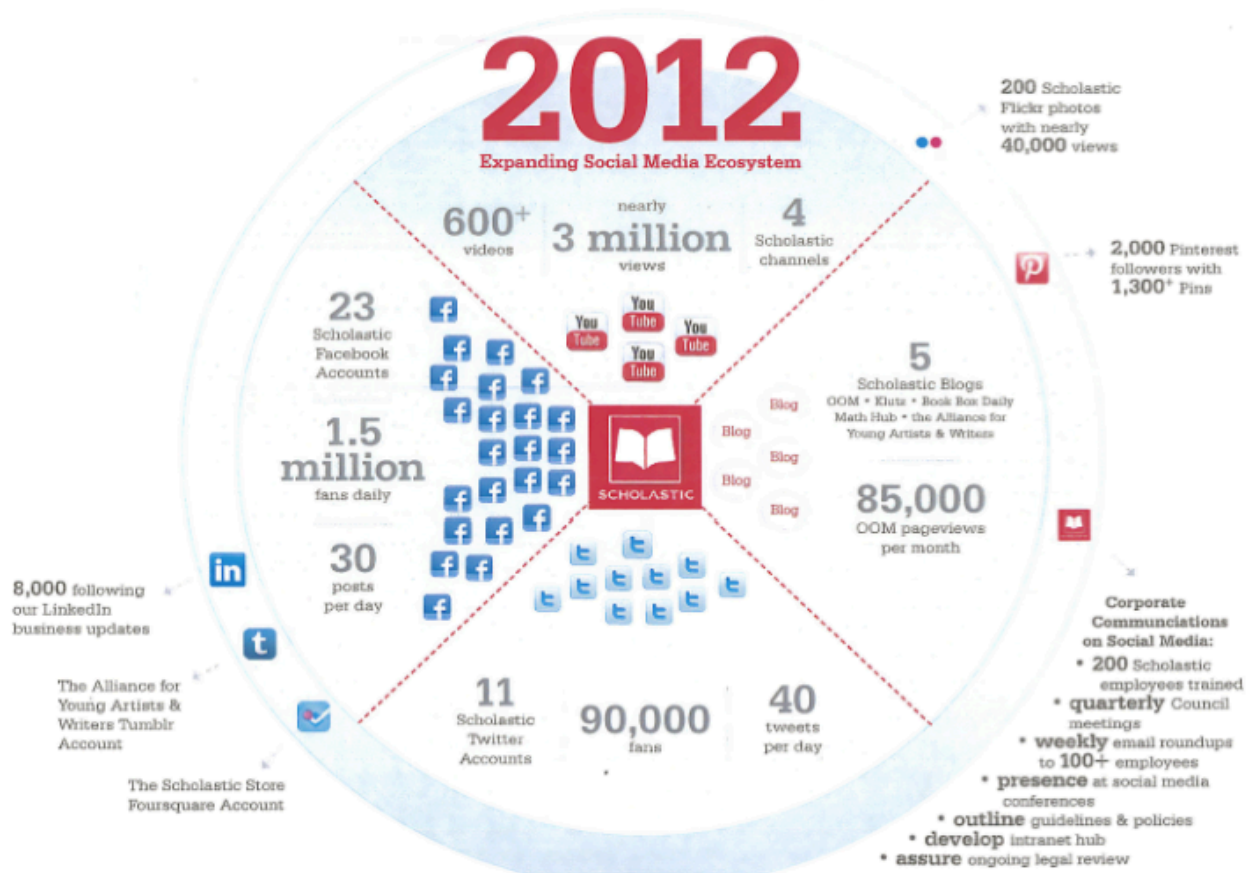 2012
Expanding Social Media Ecosystem
600+
videos
nearly
3 million
views
4
Scholastic
channels
200 Scholastic
Flickr photos
with nearly
40,000 views
2,000 Pinterest
followers with
1,300+ Pins
23
Scholastic
Facebook
Accounts
1.5
million
fans daily
30
posts
per day
You
Tube
You
Tube
You
Tube
You
Tube
SCHOLASTIC
Blog
Blog
Blog
Blog
Blog
5
Scholastic Blogs
OOM • Klutz • Book Box Daily
Math Hub • the Alliance for
Young Artists & Writers
85,000
OOM pageviews
per month
8,000 following
our LinkedIn
business updates
in
The Alliance for
Young Artists &
Writers Tumblr
Account
The Scholastic Store
Foursquare Account
11
Scholastic
Twitter
Accounts
90,000
fans
40
tweets
per day
Corporate
Communciations
on Social Media:
• 200 Scholastic
employees trained
• quarterly Council
meetings
• weekly email roundups
to 100+ employees
• presence at social media
conferences
• outline guidelines & policies
• develop intranet hub
• assure ongoing legal review